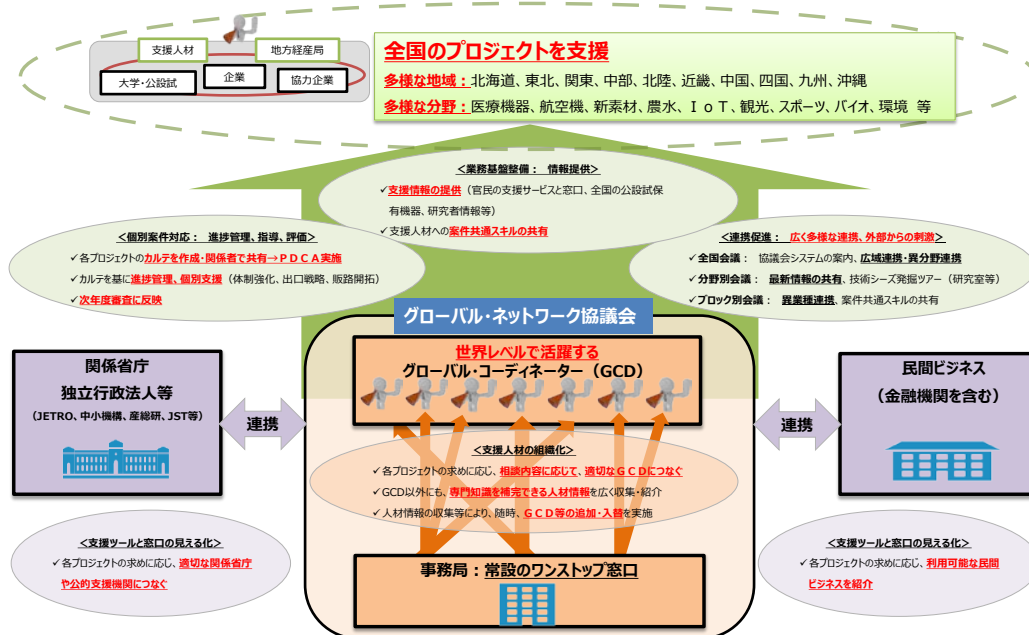 支援人材
地方経産局
大学・公設試
企業
協力企業
全国のプロジェクトを支援
多様な地域：北海道、東北、関東、中部、北陸、近畿、中国、四国、九州、沖縄
多様な分野：医療機器、航空機、新素材、農水、ＩｏＴ、観光、スポーツ、バイオ、環境 等
＜業務基盤整備： 情報提供＞
✓支援情報の提供（官民の支援サービスと窓口、全国の公設試保
有機器、研究者情報等）
✓支援人材への案件共通スキルの共有
＜個別案件対応： 進捗管理、指導、評価＞
✓各プロジェクトのカルテを作成・関係者で共有→ＰＤＣＡ実施
✓カルテを基に進捗管理、個別支援（体制強化、出口戦略、販路開拓）
✓次年度審査に反映
＜連携促進： 広く多様な連携、外部からの刺激＞
✓全国会議： 協議会システムの案内、広域連携・異分野連携
✓分野別会議： 最新情報の共有、技術シーズ発掘ツアー（研究室等）
✓ブロック別会議： 異業種連携、案件共通スキルの共有
グローバル・ネットワーク協議会
世界レベルで活躍する
グローバル・コーディネーター（GCD）
関係省庁
独立行政法人等
（JETRO、中小機構、産総研、JST等）
連携
連携
民間ビジネス
（金融機関を含む）
＜支援人材の組織化＞
✓各プロジェクトの求めに応じ、相談内容に応じて、適切なＧＣＤにつなぐ
✓GCD以外にも、専門知識を補完できる人材情報を広く収集・紹介
✓人材情報の収集等により、随時、ＧＣＤ等の追加・入替を実施
＜支援ツールと窓口の見える化＞
✓各プロジェクトの求めに応じ、適切な関係省庁
や公的支援機関につなぐ
＜支援ツールと窓口の見える化＞
✓各プロジェクトの求めに応じ、利用可能な民間
ビジネスを紹介
事務局：常設のワンストップ窓口